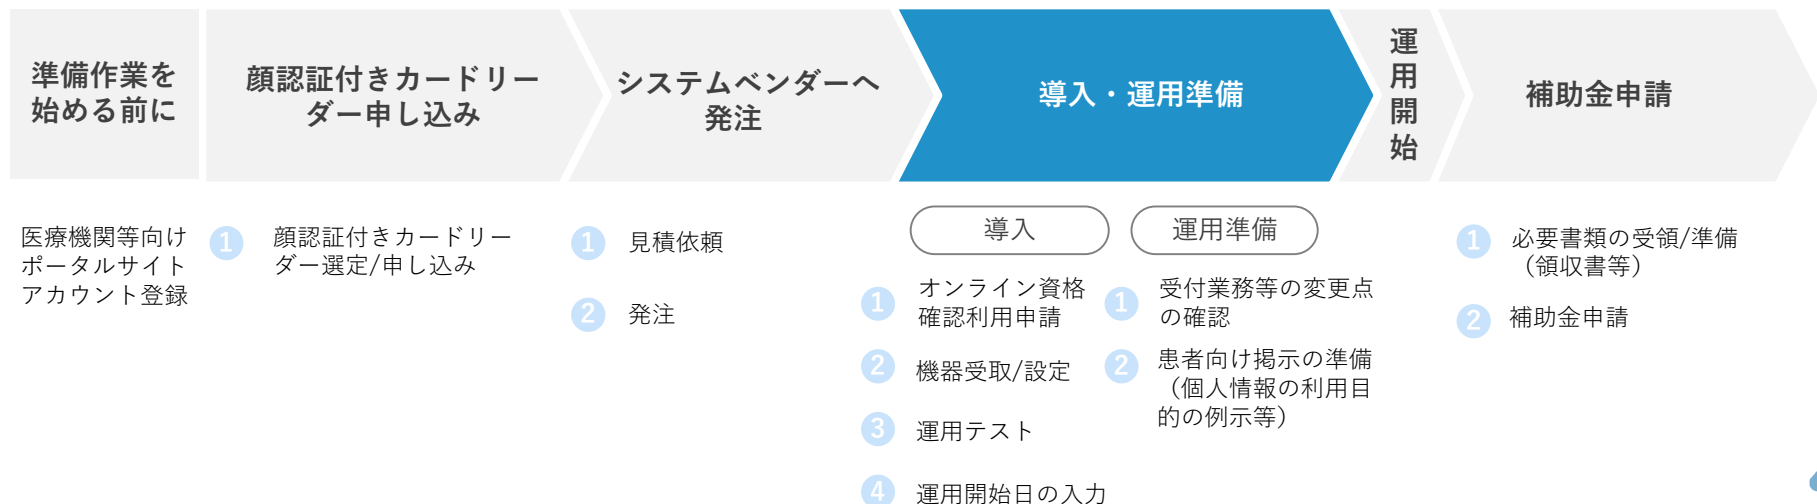 準備作業を
始める前に
顔認証付きカードリー
ダー申し込み
システムベンダーへ
発注
導入・運用準備
運用開始
補助金申請
医療機関等向け
ポータルサイト
アカウント登録
1 顔認証付きカードリー
ダー選定/申し込み
1 見積依頼
2 発注
導入
1 オンライン資格
確認利用申請
2 機器受取/設定
3 運用テスト
4 運用開始日の入力
運用準備
1 受付業務等の変更点
の確認
2 患者向け掲示の準備
（個人情報の利用目
的の例示等）
1 必要書類の受領/準備
（領収書等）
2 補助金申請